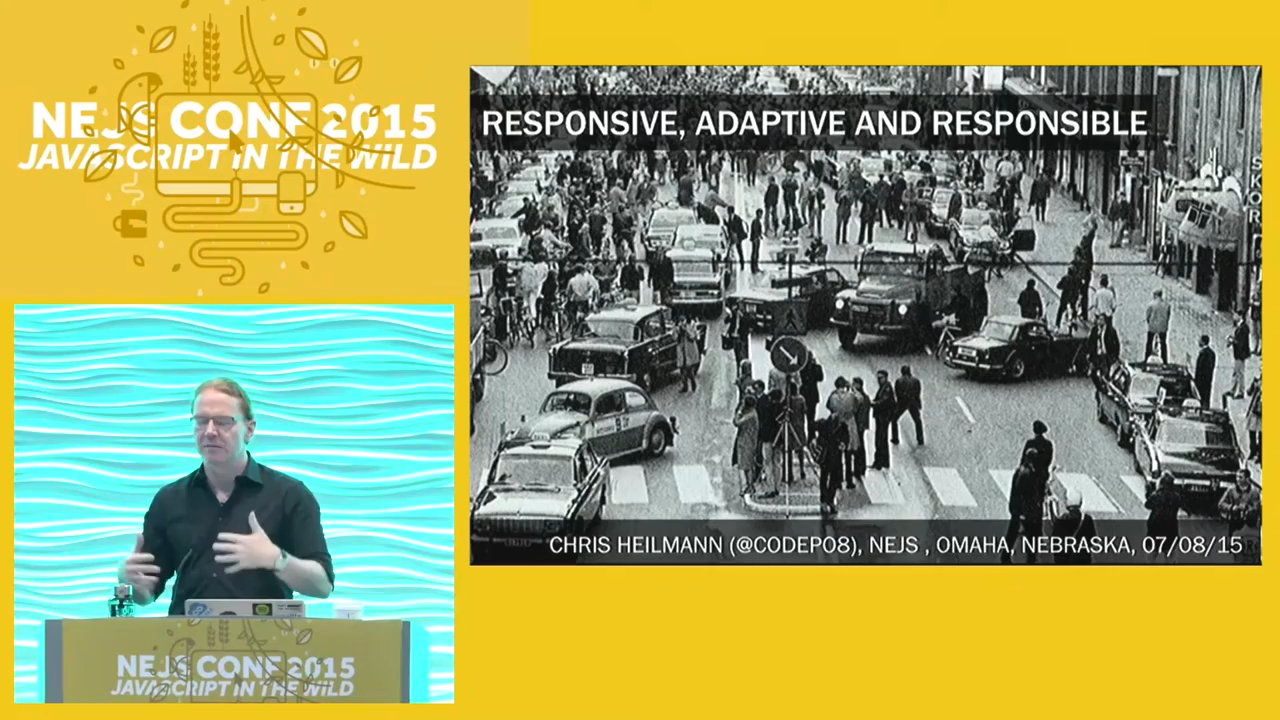 NEJS CONF 2015
JAVASCRIPT IN THE WILD
RESPONSIVE, ADAPTIVE AND RESPONSIBLE
CHRIS HEILMANN (@CODEPO8), NEJS , OMAHA, NEBRASKA, 07/08/15
NEJS CONF 2015
JAVASCRIPT IN THE WILD